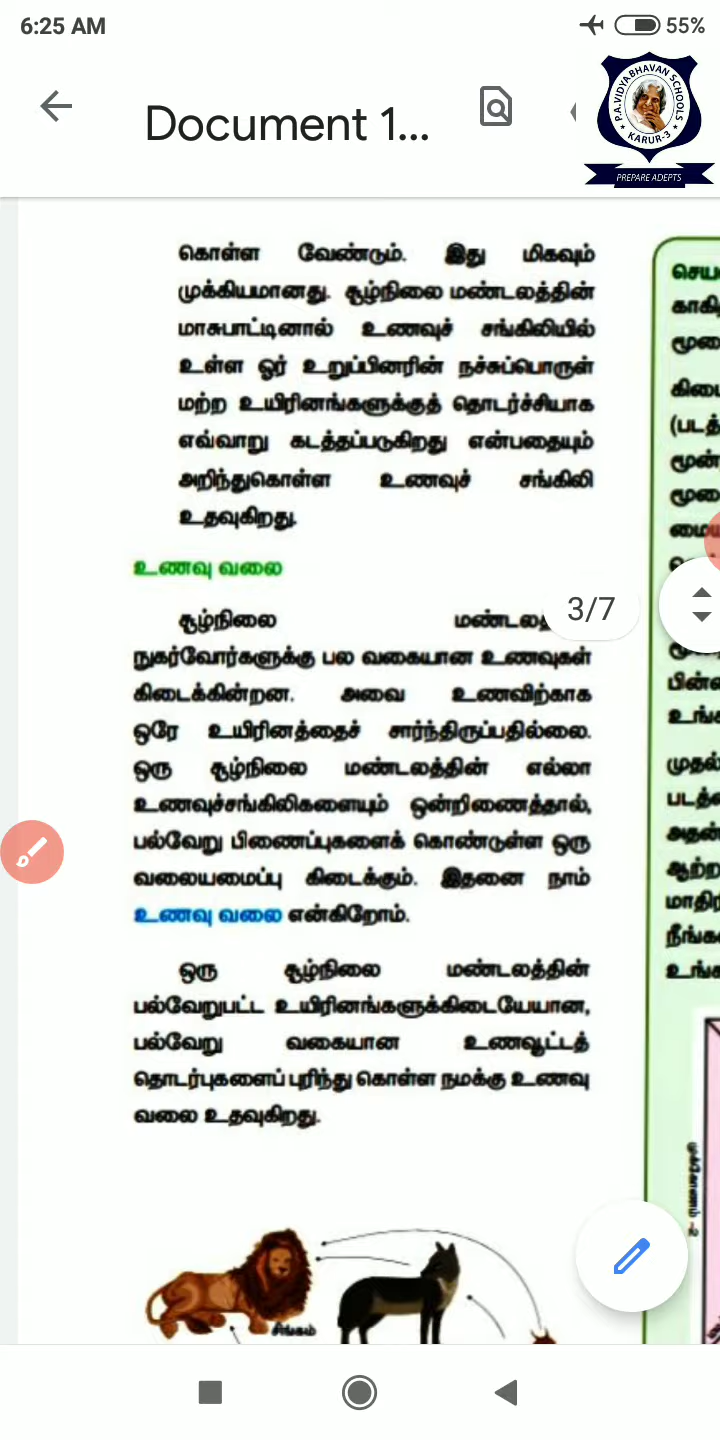 6:25 AM
55%
Document 1...
P.A.VIDYABHAVAN SCHOOLS
KARUR-3
PREPARE ADEPTS
கொள்ள வேண்டும். இது மிகவும்
முக்கியமானது. சூழ்நிலை மண்டலத்தின்
மாசுபாட்டினால் உணவுச் சங்கிலியில்
உள்ள ஓர் உறுப்பினரின் நச்சுப்பொருள்
மற்ற உயிரினங்களுக்குத் தொடர்ச்சியாக
எவ்வாறு கடத்தப்படுகிறது என்பதையும்
அறிந்துகொள்ள உணவுச் சங்கிலி
உதவுகிறது.
உணவு வலை
சூழ்நிலை
3/7
நுகர்வோர்களுக்கு பல வகையான உணவுகள்
கிடைக்கின்றன. அவை உணவிற்காக
ஒரே உயிரினத்தைச் சார்ந்திருப்பதில்லை.
ஒரு சூழ்நிலை மண்டலத்தின் எல்லா
உணவுச்சங்கிலிகளையும் ஒன்றிணைத்தால்,
பல்வேறு பிணைப்புகளைக் கொண்டுள்ள ஒரு
வலையமைப்பு கிடைக்கும். இதனை நாம்
உணவு வலை என்கிறோம்.
ஒரு சூழ்நிலை மண்டலத்தின்
பல்வேறுபட்ட உயிரினங்களுக்கிடையேயான,
பல்வேறு வகையான உணவூட்டத்
தொடர்புகளைப் புரிந்து கொள்ள நமக்கு உணவு
வலை உதவுகிறது.
சிங்கம்
முக்கோணம் -2